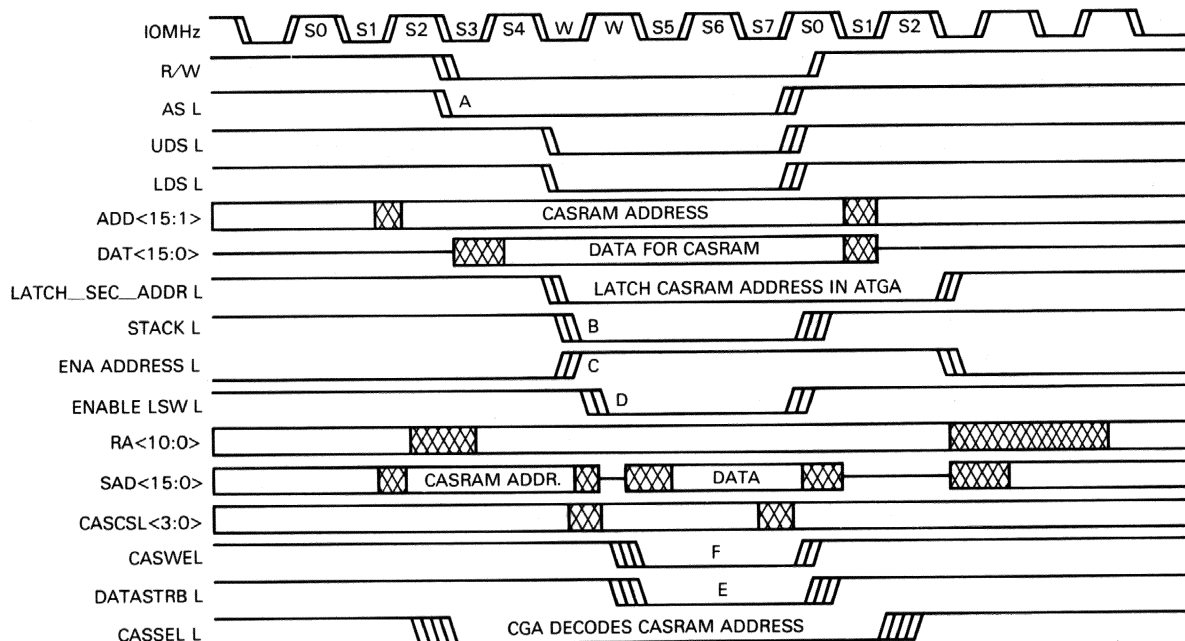 IOMHz S0 S1 S2 S3 S4 W W S5 S6 S7 S0 S1 S2
R/W
AS L A
UDS L
LDS L
ADD<15:1> CASRAM ADDRESS
DAT<15:0> DATA FOR CASRAM
LATCH__SEC__ADDR L LATCH CASRAM ADDRESS IN ATGA
STACK L B
ENA ADDRESS L C
ENABLE LSW L D
RA<10:0>
SAD<15:0> CASRAM ADDR. DATA
CASCSL<3:0>
CASWEL F
DATASTRB L E
CASSEL L CGA DECODES CASRAM ADDRESS